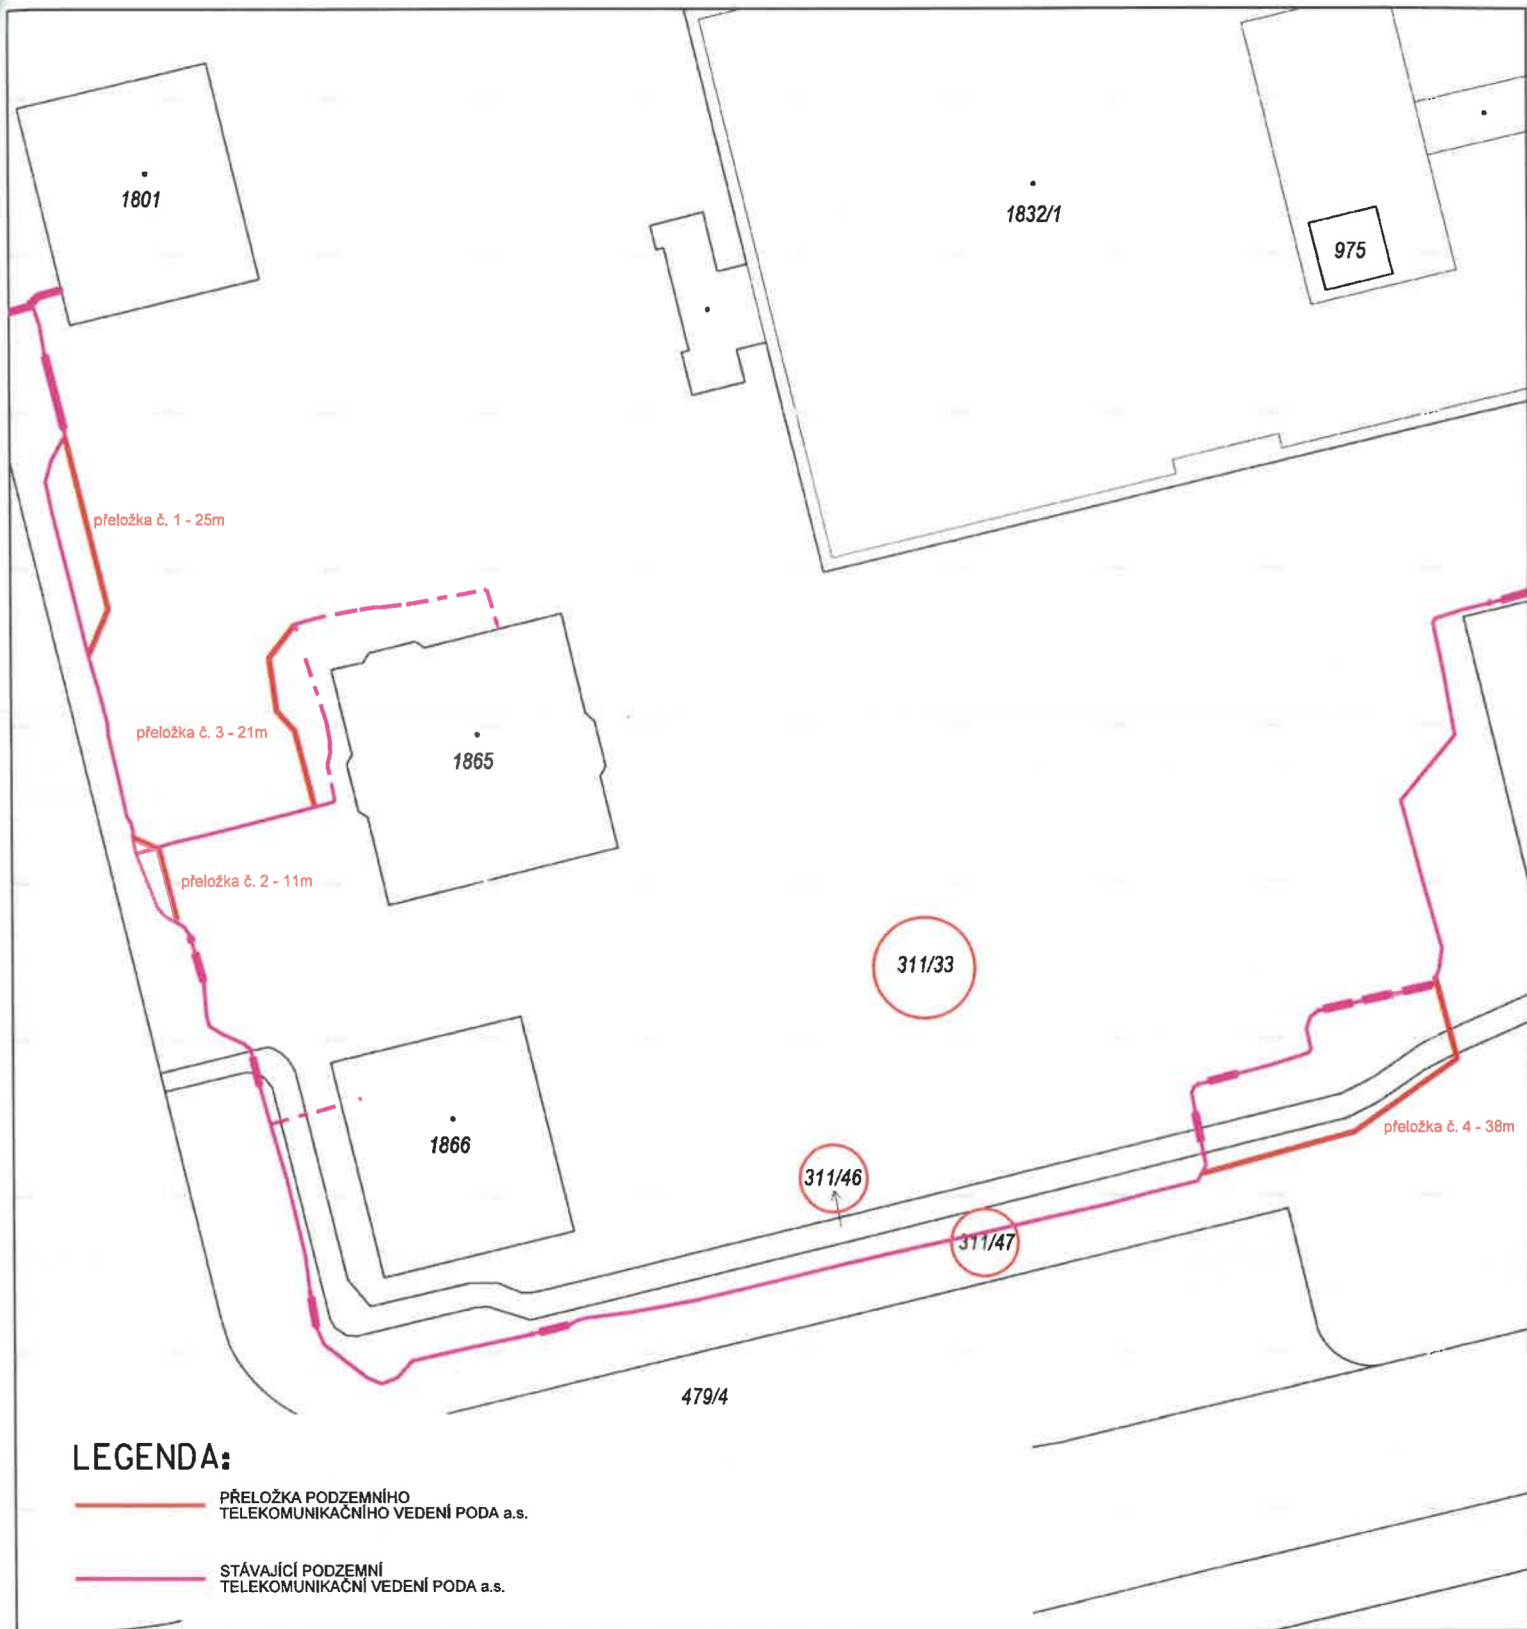 1801
1832/1
975
přeložka č. 1 - 25m
přeložka č. 3 - 21m
1865
přeložka č. 2 - 11m
311/33
1866
přeložka č. 4 - 38m
311/46
311/47
479/4
LEGENDA:
PŘELOŽKA PODZEMNÍHO
TELEKOMUNIKAČNÍHO VEDENÍ PODA a.s.
STÁVAJÍCÍ PODZEMNÍ
TELEKOMUNIKAČNÍ VEDENÍ PODA a.s.